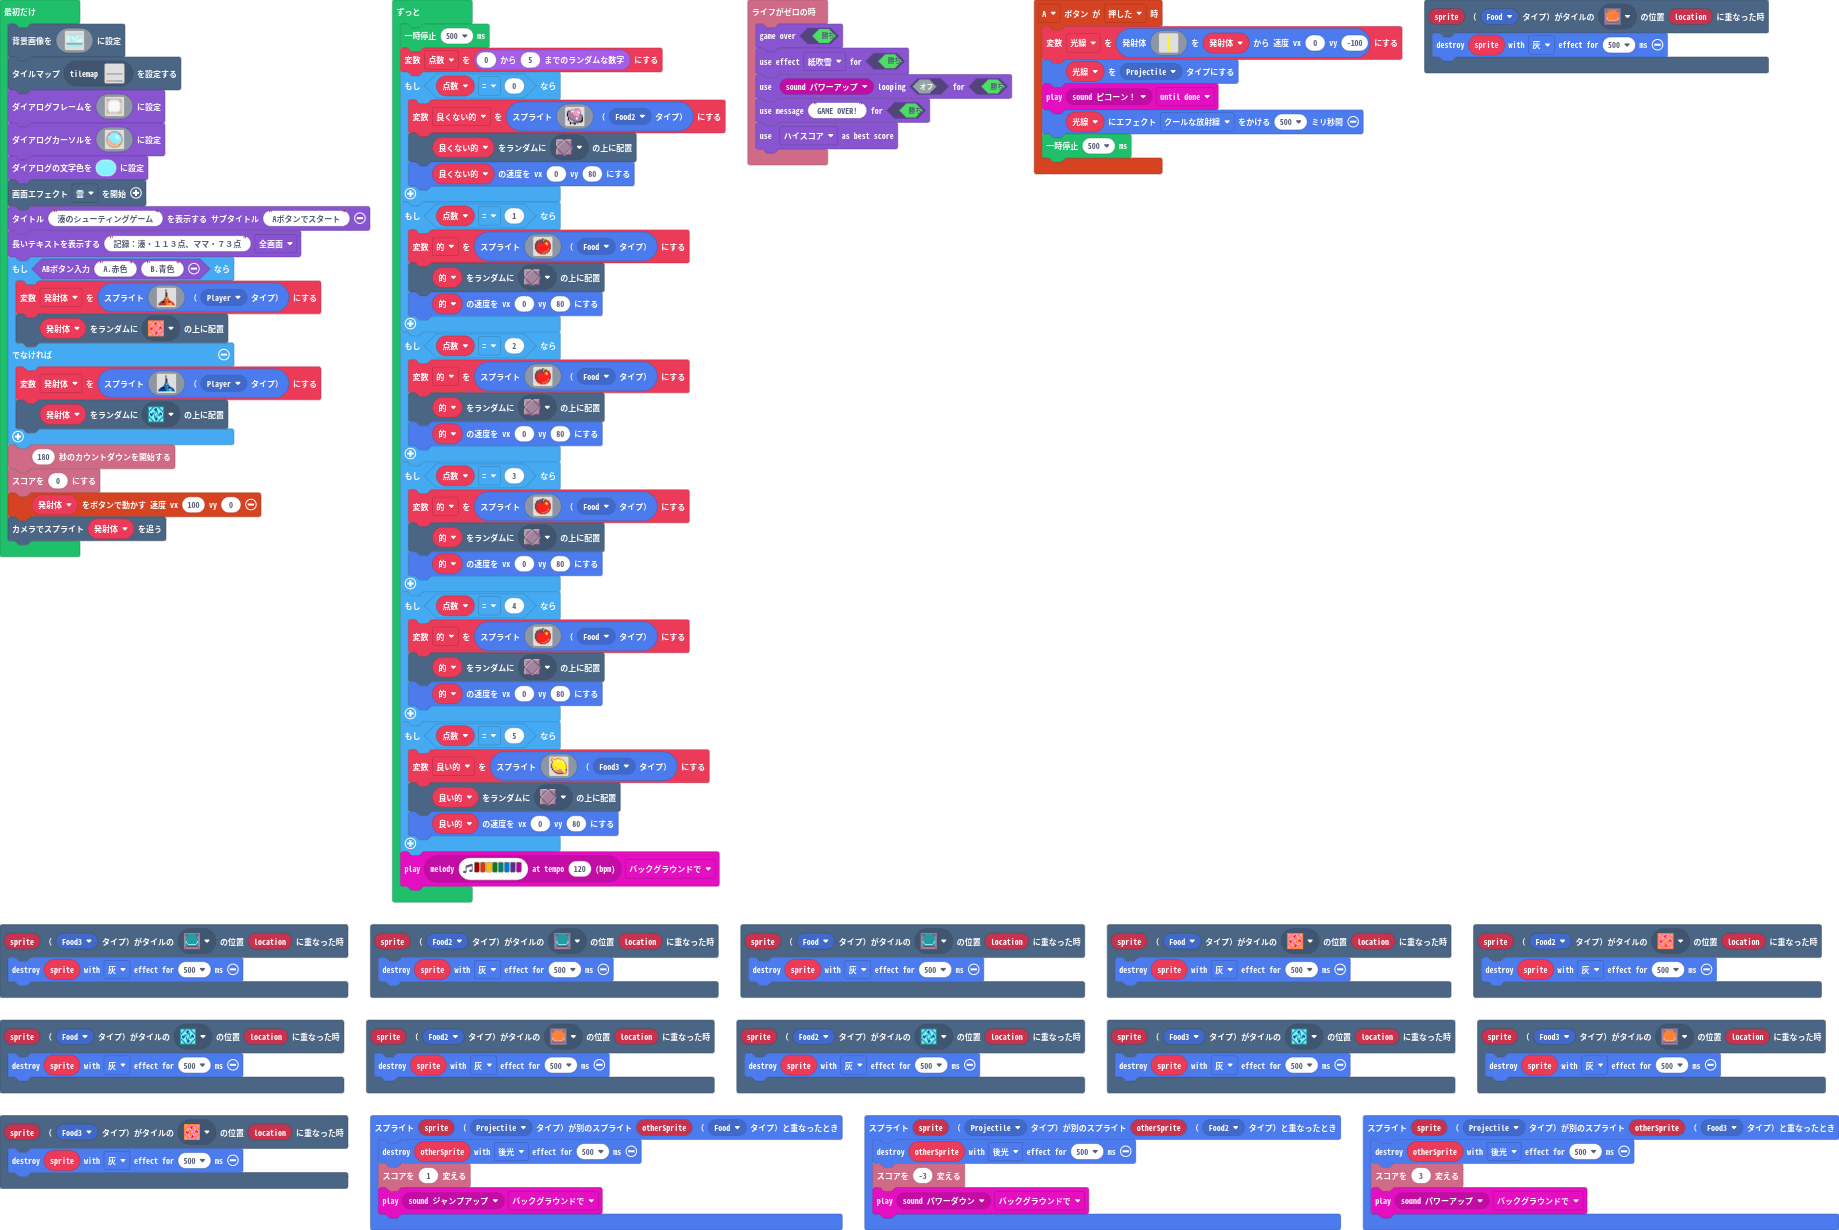 最初だけ
背景画像を に設定
タイルマップ tilemap を設定する
ダイアログフレームを に設定
ダイアログカーソルを に設定
ダイアログの文字色を に設定
画面エフェクト 雲 を開始
タイトル "湊のシューティングゲーム" を表示する サブタイトル "Aボタンでスタート"
長いテキストを表示する "記録：湊・１１３点、ママ・７３点" 全画面
もし ABボタン入力 "A.赤色" "B.青色" なら
変数 発射体 を スプライト ( Player タイプ) にする
発射体 をランダムに の上に配置
でなければ
変数 発射体 を スプライト ( Player タイプ) にする
発射体 をランダムに の上に配置
180 秒のカウントダウンを開始する
スコアを 0 にする
発射体 をボタンで動かす 速度 vx 100 vy 0
カメラでスプライト 発射体 を追う
ずっと
一時停止 500 ms
変数 点数 を 0 から 5 までのランダムな数字 にする
もし 点数 = 0 なら
変数 良くない的 を スプライト ( Food2 タイプ) にする
良くない的 をランダムに の上に配置
良くない的 の速度を vx 0 vy 80 にする
もし 点数 = 1 なら
変数 的 を スプライト ( Food タイプ) にする
的 をランダムに の上に配置
的 の速度を vx 0 vy 80 にする
もし 点数 = 2 なら
変数 的 を スプライト ( Food タイプ) にする
的 をランダムに の上に配置
的 の速度を vx 0 vy 80 にする
もし 点数 = 3 なら
変数 的 を スプライト ( Food タイプ) にする
的 をランダムに の上に配置
的 の速度を vx 0 vy 80 にする
もし 点数 = 4 なら
変数 的 を スプライト ( Food タイプ) にする
的 をランダムに の上に配置
的 の速度を vx 0 vy 80 にする
もし 点数 = 5 なら
変数 良い的 を スプライト ( Food3 タイプ) にする
良い的 をランダムに の上に配置
良い的 の速度を vx 0 vy 80 にする
play melody at tempo 120 (bpm) バックグラウンドで
ライフがゼロの時
game over 勝ち
use effect 紙吹雪 for 勝ち
use sound パワーアップ looping オフ for 勝ち
use message "GAME OVER!" for 勝ち
use ハイスコア as best score
A ボタン が 押した 時
変数 光線 を 発射体 を 発射体 から 速度 vx 0 vy -100 にする
光線 を Projectile タイプにする
play sound ピコーン！ until done
光線 にエフェクト クールな放射線 をかける 500 ミリ秒間
一時停止 500 ms
sprite ( Food タイプ) がタイルの の位置 location に重なった時
destroy sprite with 灰 effect for 500 ms
sprite ( Food3 タイプ) がタイルの の位置 location に重なった時
destroy sprite with 灰 effect for 500 ms
sprite ( Food2 タイプ) がタイルの の位置 location に重なった時
destroy sprite with 灰 effect for 500 ms
sprite ( Food タイプ) がタイルの の位置 location に重なった時
destroy sprite with 灰 effect for 500 ms
sprite ( Food タイプ) がタイルの の位置 location に重なった時
destroy sprite with 灰 effect for 500 ms
sprite ( Food2 タイプ) がタイルの の位置 location に重なった時
destroy sprite with 灰 effect for 500 ms
sprite ( Food タイプ) がタイルの の位置 location に重なった時
destroy sprite with 灰 effect for 500 ms
sprite ( Food2 タイプ) がタイルの の位置 location に重なった時
destroy sprite with 灰 effect for 500 ms
sprite ( Food2 タイプ) がタイルの の位置 location に重なった時
destroy sprite with 灰 effect for 500 ms
sprite ( Food3 タイプ) がタイルの の位置 location に重なった時
destroy sprite with 灰 effect for 500 ms
sprite ( Food3 タイプ) がタイルの の位置 location に重なった時
destroy sprite with 灰 effect for 500 ms
sprite ( Food3 タイプ) がタイルの の位置 location に重なった時
destroy sprite with 灰 effect for 500 ms
スプライト sprite ( Projectile タイプ) が別のスプライト otherSprite ( Food タイプ) と重なったとき
destroy otherSprite with 後光 effect for 500 ms
スコアを 1 変える
play sound ジャンプアップ バックグラウンドで
スプライト sprite ( Projectile タイプ) が別のスプライト otherSprite ( Food2 タイプ) と重なったとき
destroy otherSprite with 後光 effect for 500 ms
スコアを -3 変える
play sound パワーダウン バックグラウンドで
スプライト sprite ( Projectile タイプ) が別のスプライト otherSprite ( Food3 タイプ) と重なったとき
destroy otherSprite with 後光 effect for 500 ms
スコアを 3 変える
play sound パワーアップ バックグラウンドで